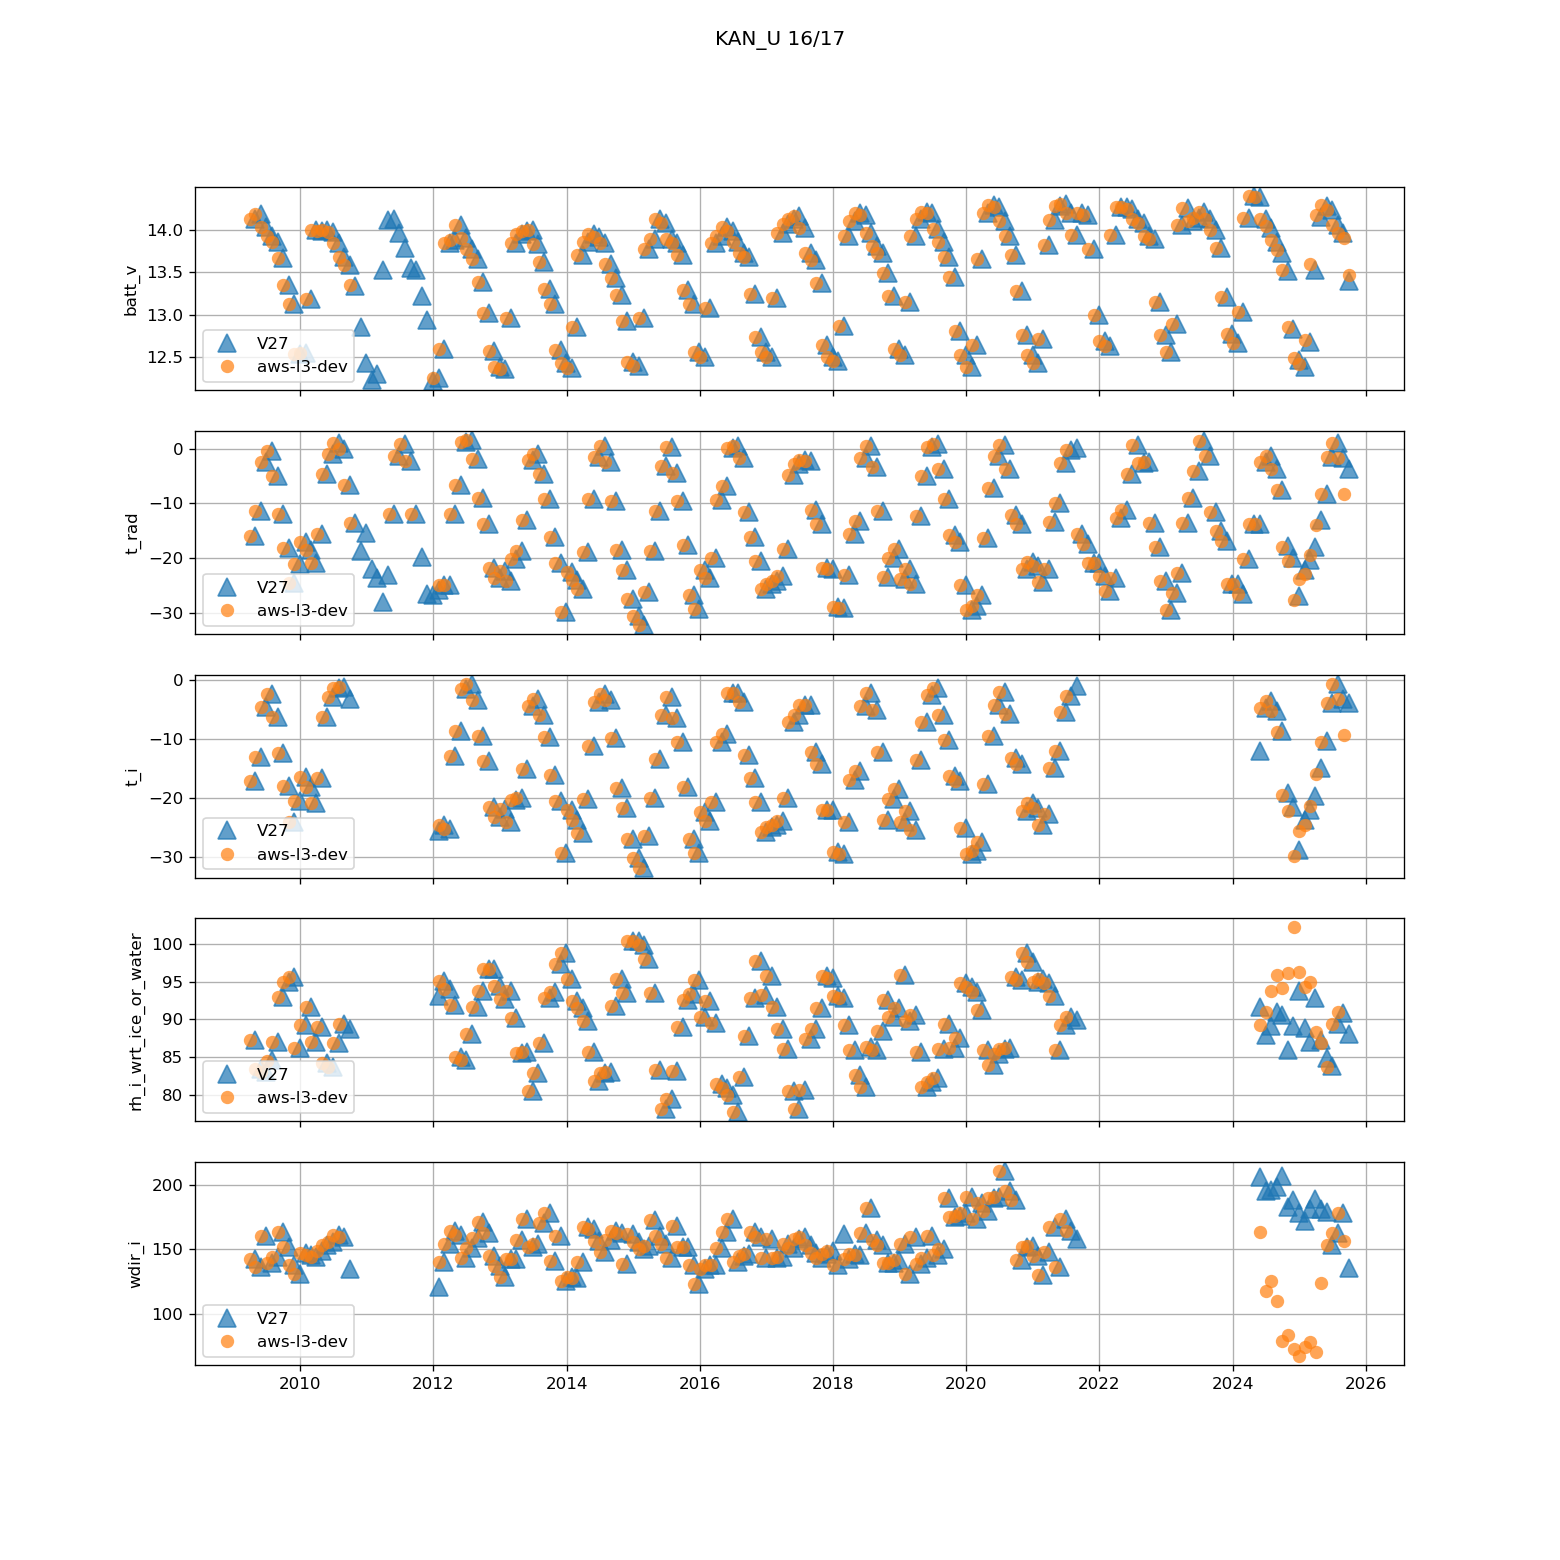 KAN_U 16/17
batt_v
14.0
13.5
13.0
12.5
V27
aws-l3-dev
t_rad
0
−10
−20
−30
V27
aws-l3-dev
t_i
0
−10
−20
−30
V27
aws-l3-dev
rh_i_wrt_ice_or_water
100
95
90
85
80
V27
aws-l3-dev
wdir_i
200
150
100
V27
aws-l3-dev
2010 2012 2014 2016 2018 2020 2022 2024 2026